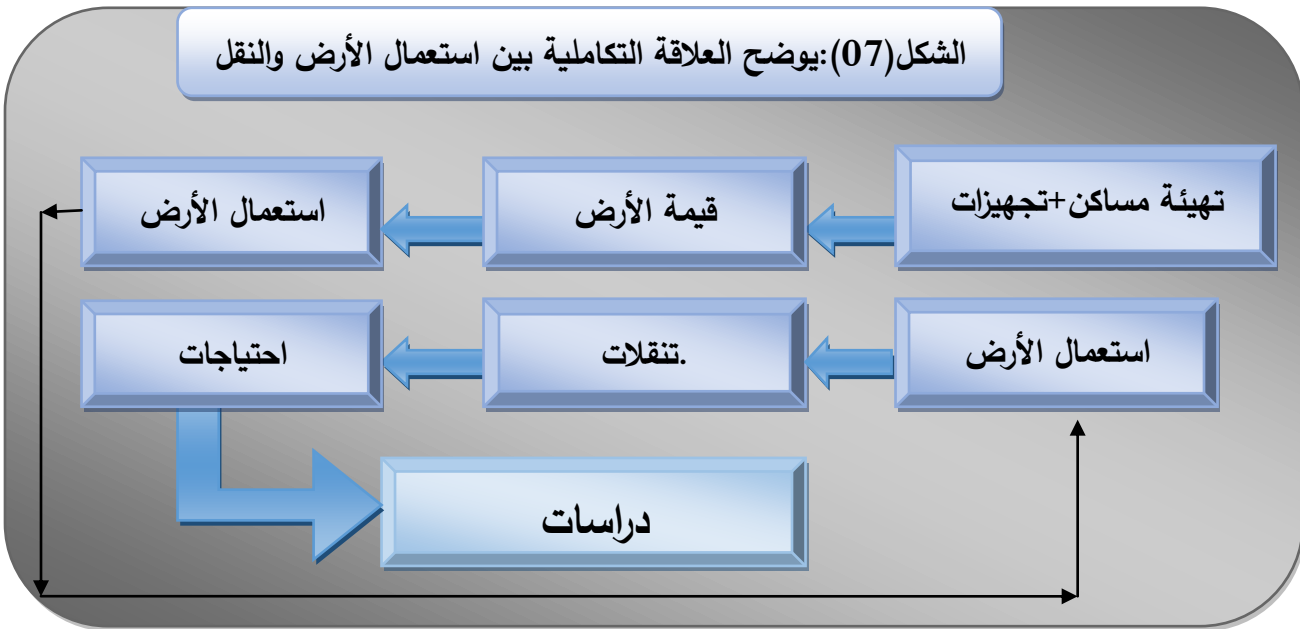 الشكل(07):يوضح العلاقة التكاملية بين استعمال الأرض والنقل
تهيئة مساكن+تجهيزات
قيمة الأرض
استعمال الأرض
استعمال الأرض
.تنقلات
احتياجات
دراسات